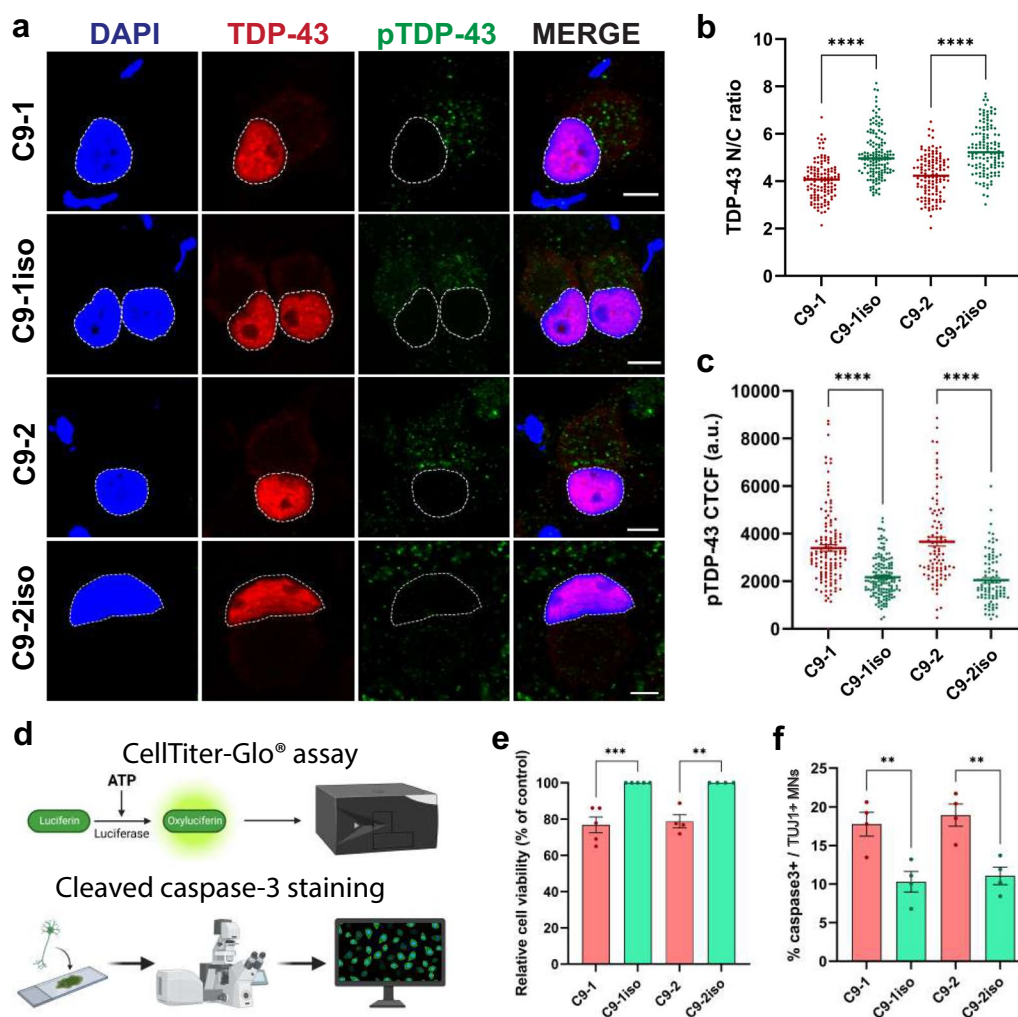 a
DAPI TDP-43 pTDP-43 MERGE
C9-1
C9-1iso
C9-2
C9-2iso
b
TDP-43 N/C ratio
10
8
6
4
2
0
**** ****
C9-1 C9-1iso C9-2 C9-2iso
c
pTDP-43 CTCF (a.u.)
10000
8000
6000
4000
2000
0
**** ****
C9-1 C9-1iso C9-2 C9-2iso
d
CellTiter-Glo® assay
ATP
Luciferin Oxyluciferin
Luciferase
Cleaved caspase-3 staining
e
Relative cell viability (% of control)
100
80
60
40
20
0
*** **
C9-1 C9-1iso C9-2 C9-2iso
f
% caspase3+ / TUJ1+ MNs
25
20
15
10
5
0
** **
C9-1 C9-1iso C9-2 C9-2iso